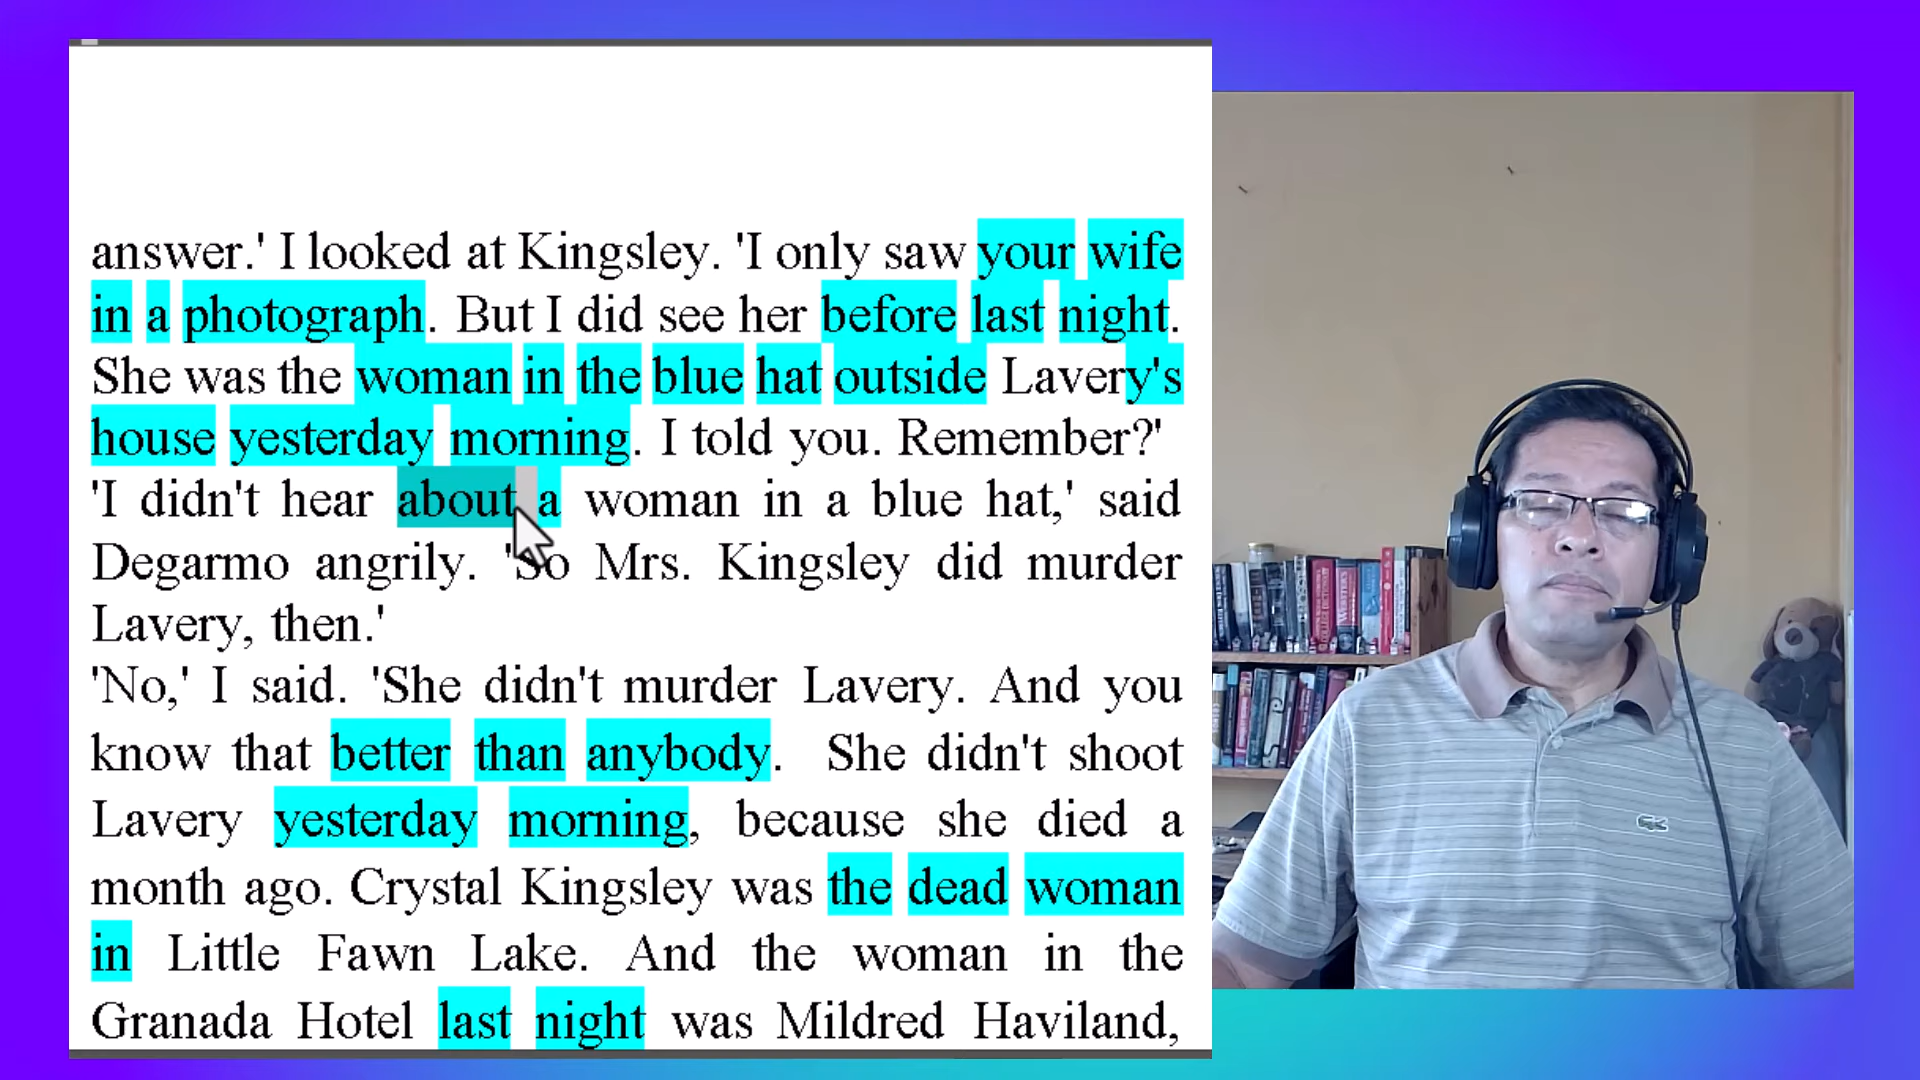 answer.' I looked at Kingsley. 'I only saw your wife
in a photograph. But I did see her before last night.
She was the woman in the blue hat outside Lavery's
house yesterday morning. I told you. Remember?'
'I didn't hear about a woman in a blue hat,' said
Degarmo angrily. 'So Mrs. Kingsley did murder
Lavery, then.'
'No,' I said. 'She didn't murder Lavery. And you
know that better than anybody. She didn't shoot
Lavery yesterday morning, because she died a
month ago. Crystal Kingsley was the dead woman
in Little Fawn Lake. And the woman in the
Granada Hotel last night was Mildred Haviland,